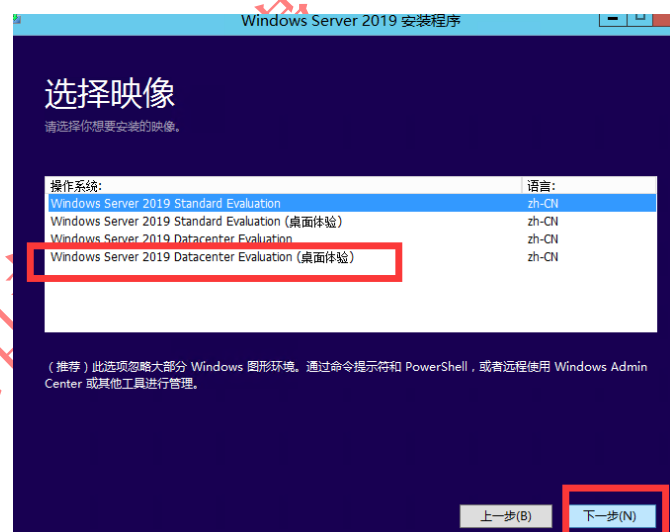 Windows Server 2019 安装程序
选择映像
请选择你想要安装的映像。
操作系统: 语言:
Windows Server 2019 Standard Evaluation zh-CN
Windows Server 2019 Standard Evaluation (桌面体验) zh-CN
Windows Server 2019 Datacenter Evaluation zh-CN
Windows Server 2019 Datacenter Evaluation (桌面体验) zh-CN
(推荐)此选项忽略大部分 Windows 图形环境。通过命令提示符和 PowerShell,或者远程使用 Windows Admin
Center 或其他工具进行管理。
上一步(B) 下一步(N)